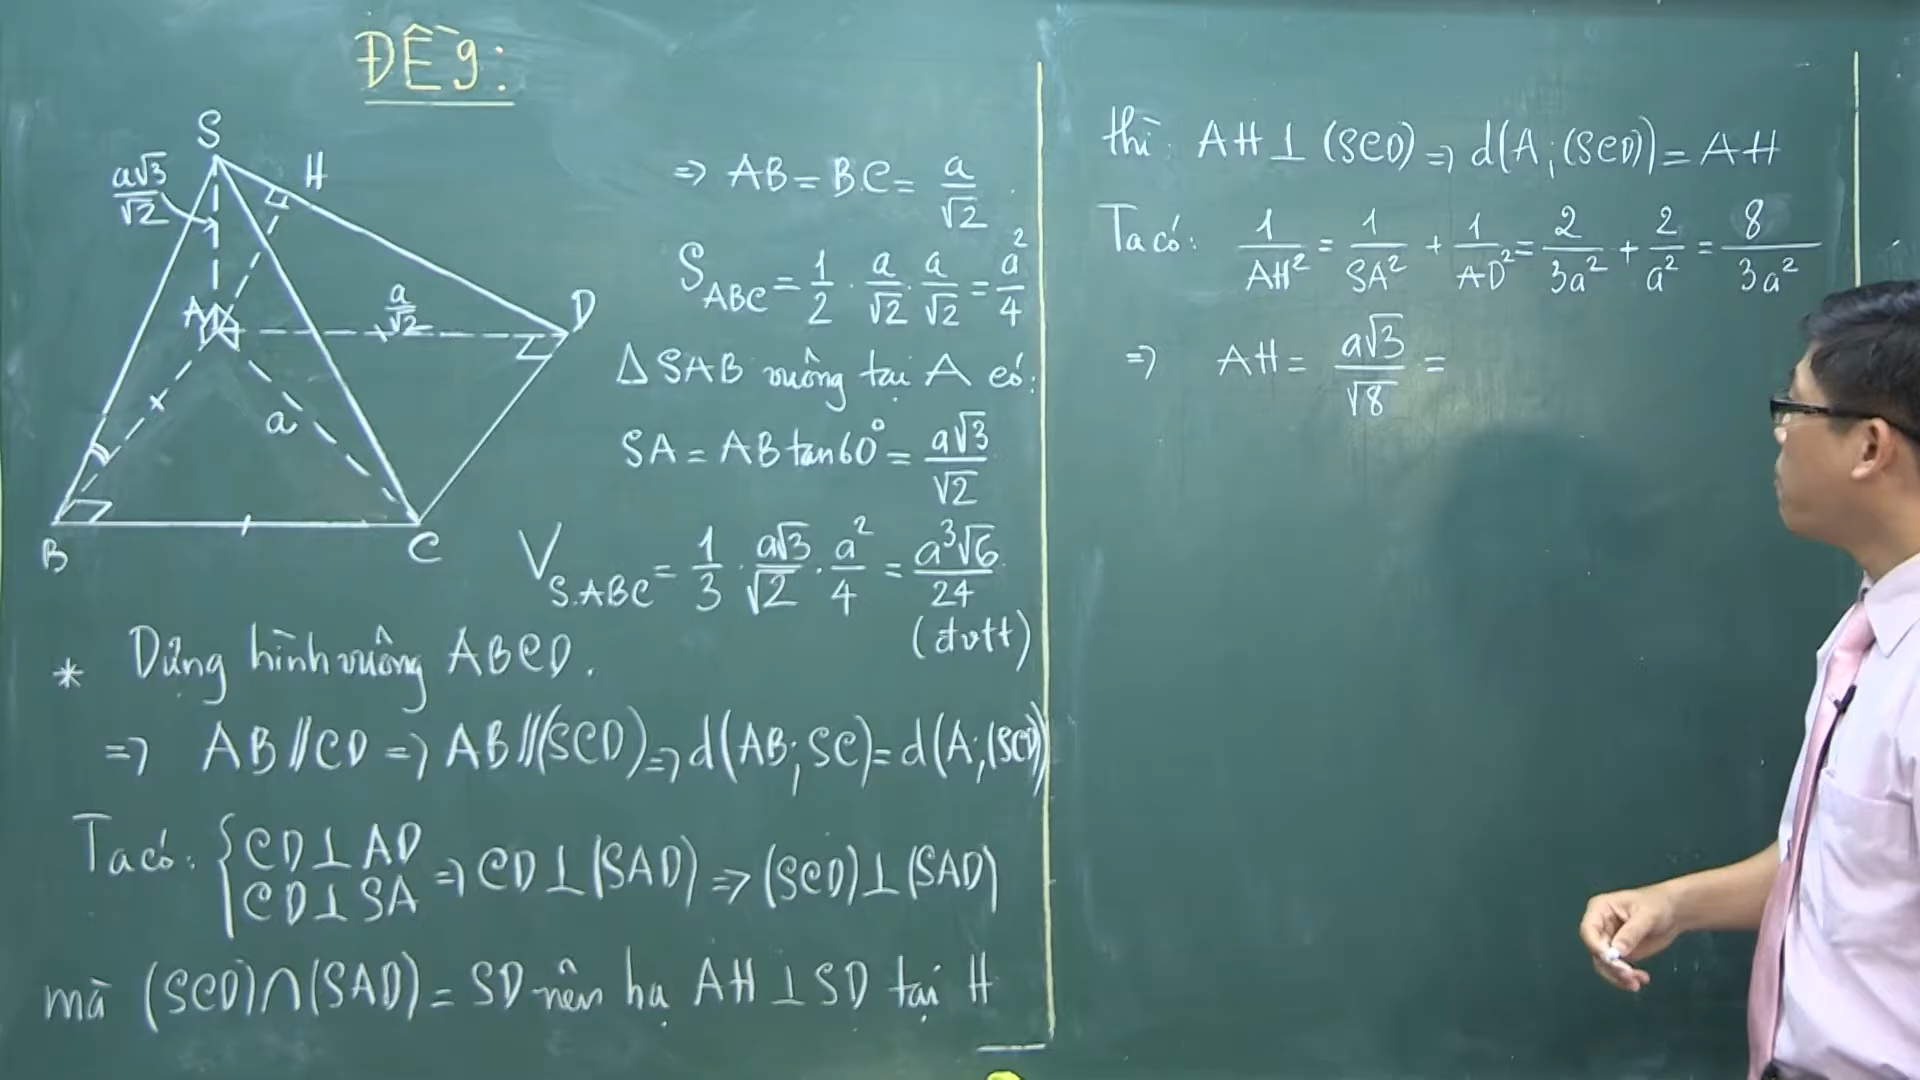 ĐỀ 9:
S
H
a√3/√2
A
a/√2
D
x
a
B
C
=> AB = BC = a/√2
S_ABC = 1/2 . a/√2 . a/√2 = a²/4
Δ SAB vuông tại A có:
SA = AB tan60° = a√3/√2
V_S.ABC = 1/3 . a√3/√2 . a²/4 = a³√6/24
(đvtt)
* Dựng hình vuông ABCD.
=> AB // CD => AB // (SCD) => d(AB; SC) = d(A; (SCD)
Ta có: { CD ⊥ AD
CD ⊥ SA => CD ⊥ (SAD) => (SCD) ⊥ (SAD)
mà (SCD) ∩ (SAD) = SD nên hạ AH ⊥ SD tại H
thì AH ⊥ (SCD) => d(A; (SCD)) = AH
Ta có: 1/AH² = 1/SA² + 1/AD² = 2/3a² + 2/a² = 8/3a²
=> AH = a√3/√8 =